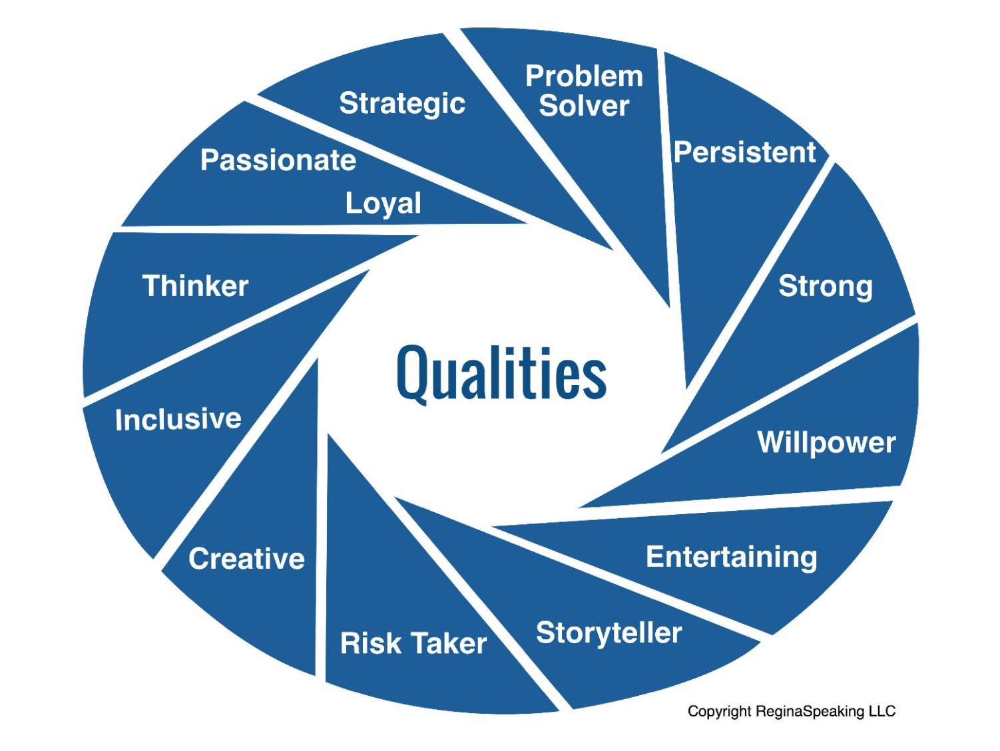 Problem
Solver
Strategic
Persistent
Passionate
Loyal
Thinker
Strong
Qualities
Inclusive
Willpower
Creative
Entertaining
Risk Taker
Storyteller
Copyright ReginaSpeaking LLC